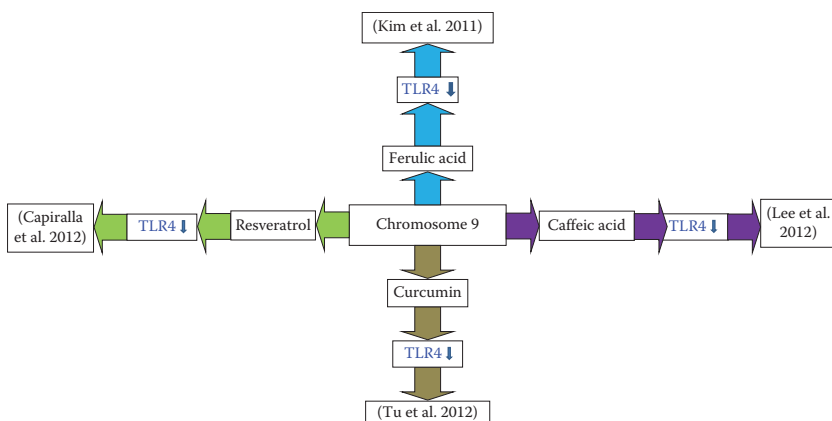 (Kim et al. 2011)
TLR4
Ferulic acid
(Capiralla
et al. 2012)
TLR4
Resveratrol
Chromosome 9
Caffeic acid
TLR4
(Lee et al.
2012)
Curcumin
TLR4
(Tu et al. 2012)